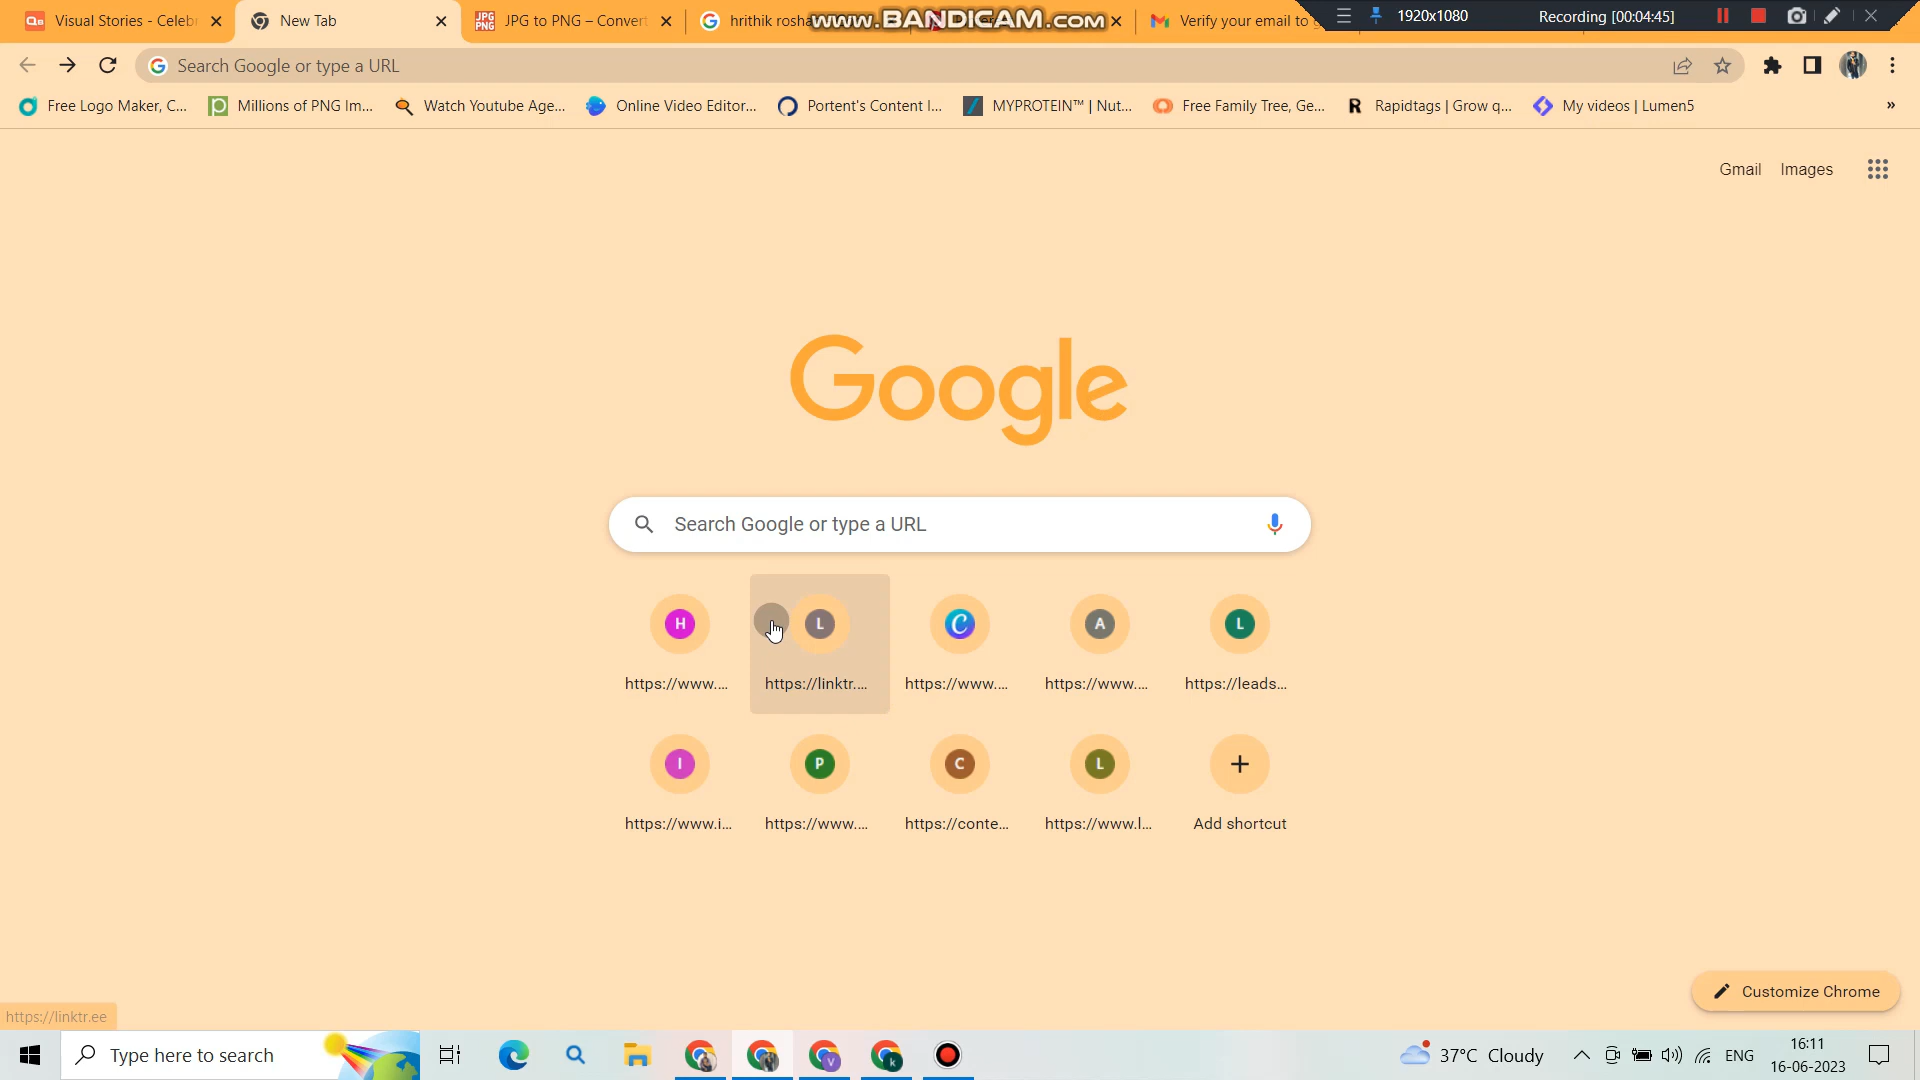 Visual Stories - Celeb
New Tab
JPG to PNG – Convert
hrithik rosha
www.BANDICAM.com
Verify your email to
1920x1080
Recording [00:04:45]
Search Google or type a URL
Free Logo Maker, C...
Millions of PNG Im...
Watch Youtube Age...
Online Video Editor...
Portent's Content I...
MYPROTEIN™ | Nut...
Free Family Tree, Ge...
R
Rapidtags | Grow q...
My videos | Lumen5
»
Gmail
Images
Google
Search Google or type a URL
H
L
C
A
L
https://www....
https://linktr....
https://www....
https://www....
https://leads...
I
P
C
L
https://www.i...
https://www....
https://conte...
https://www.l...
Add shortcut
Customize Chrome
https://linktr.ee
Type here to search
V
k
37°C Cloudy
ENG
16:11
16-06-2023